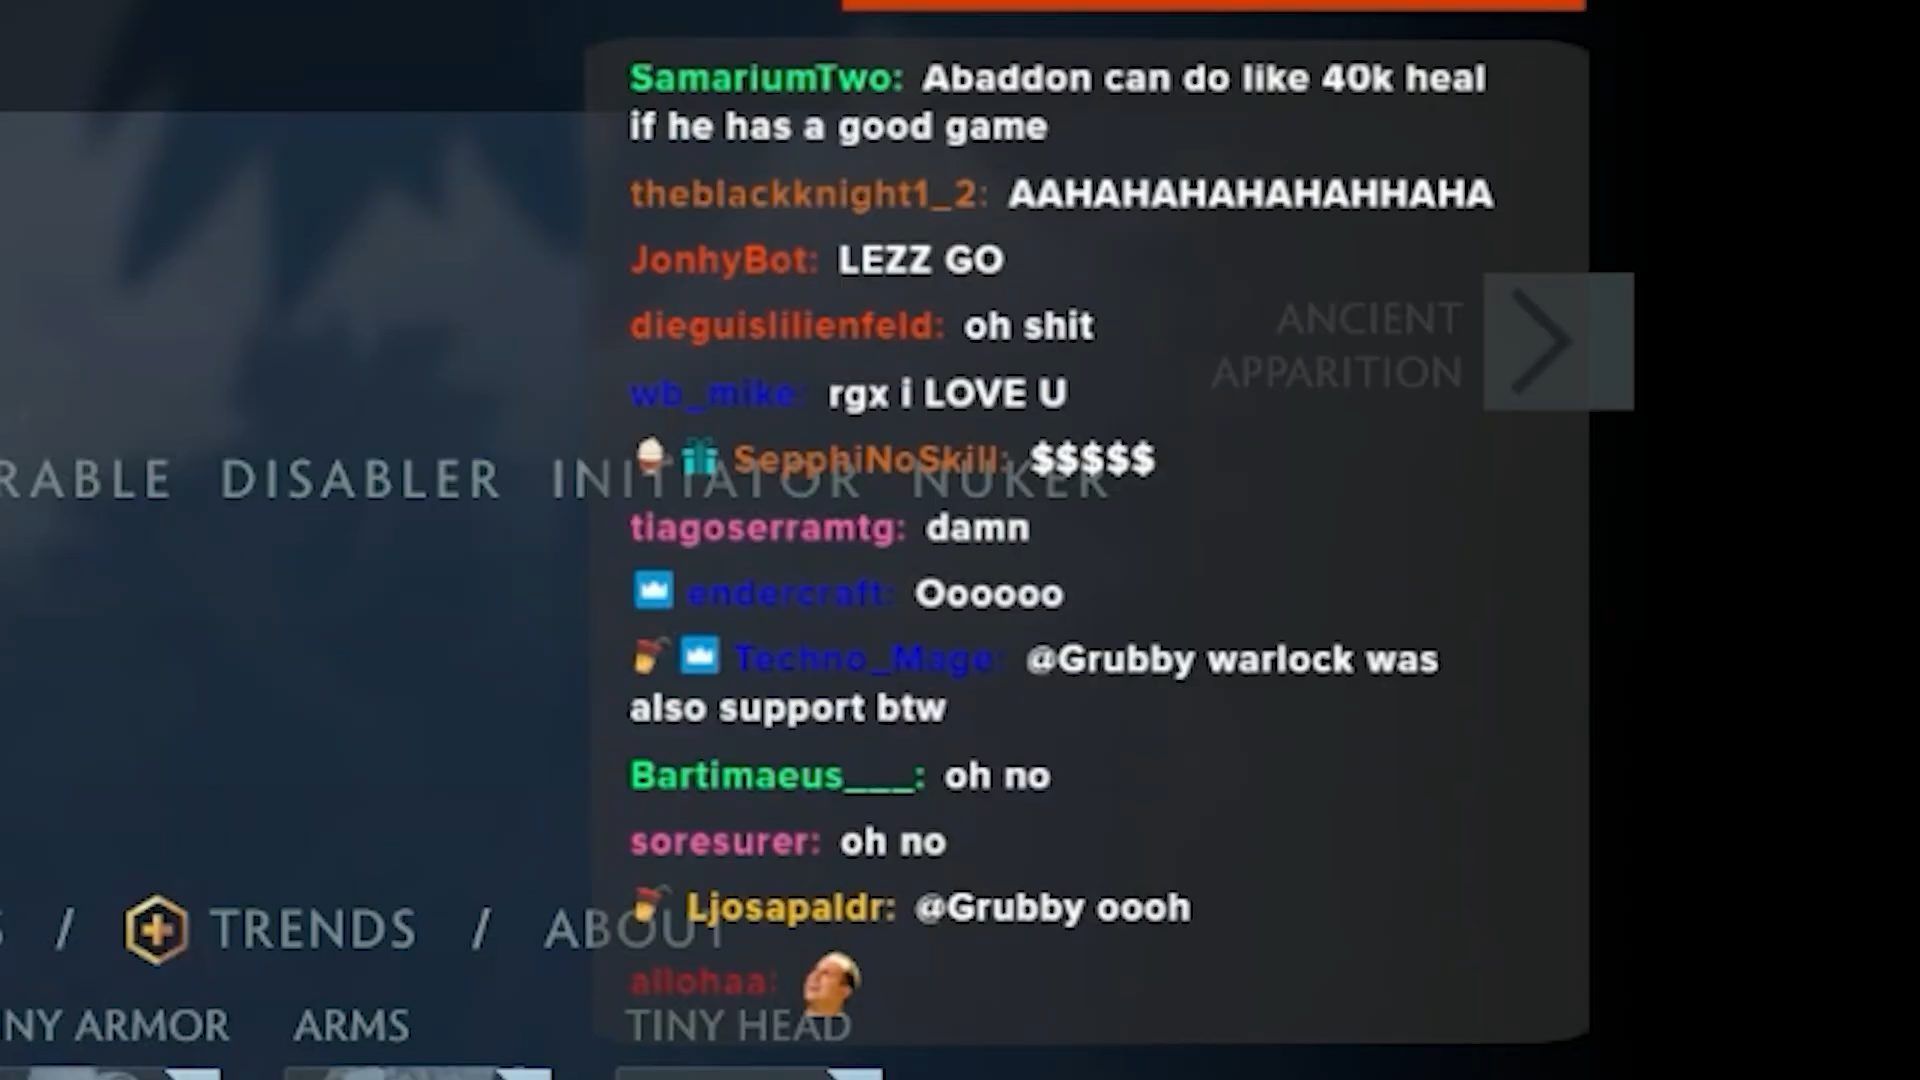 SamariumTwo: Abaddon can do like 40k heal
if he has a good game
theblackknight1_2: AAHAHAHAHAHAHHAHA
JonhyBot: LEZZ GO
dieguislilienfeld: oh shit
ANCIENT
APPARITION
wb_mike: rgx i LOVE U
SepphiNoSkill: $$$$$
RABLE DISABLER INITIATOR NUKER
tiagoserramtg: damn
endercraft: Oooooo
Techno_Mage: @Grubby warlock was
also support btw
Bartimaeus___: oh no
soresurer: oh no
Ljosapaldr: @Grubby oooh
S / TRENDS / ABOUT
allohaa:
NY ARMOR ARMS TINY HEAD